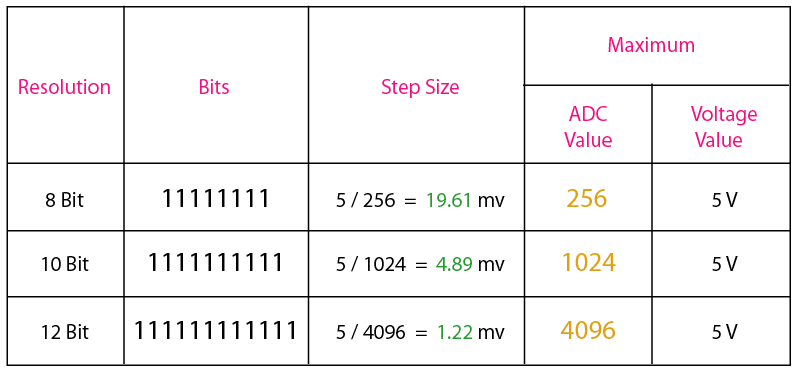 Maximum
Resolution Bits Step Size
ADC Value Voltage Value
8 Bit 11111111 5 / 256 = 19.61 mv 256 5 V
10 Bit 1111111111 5 / 1024 = 4.89 mv 1024 5 V
12 Bit 111111111111 5 / 4096 = 1.22 mv 4096 5 V